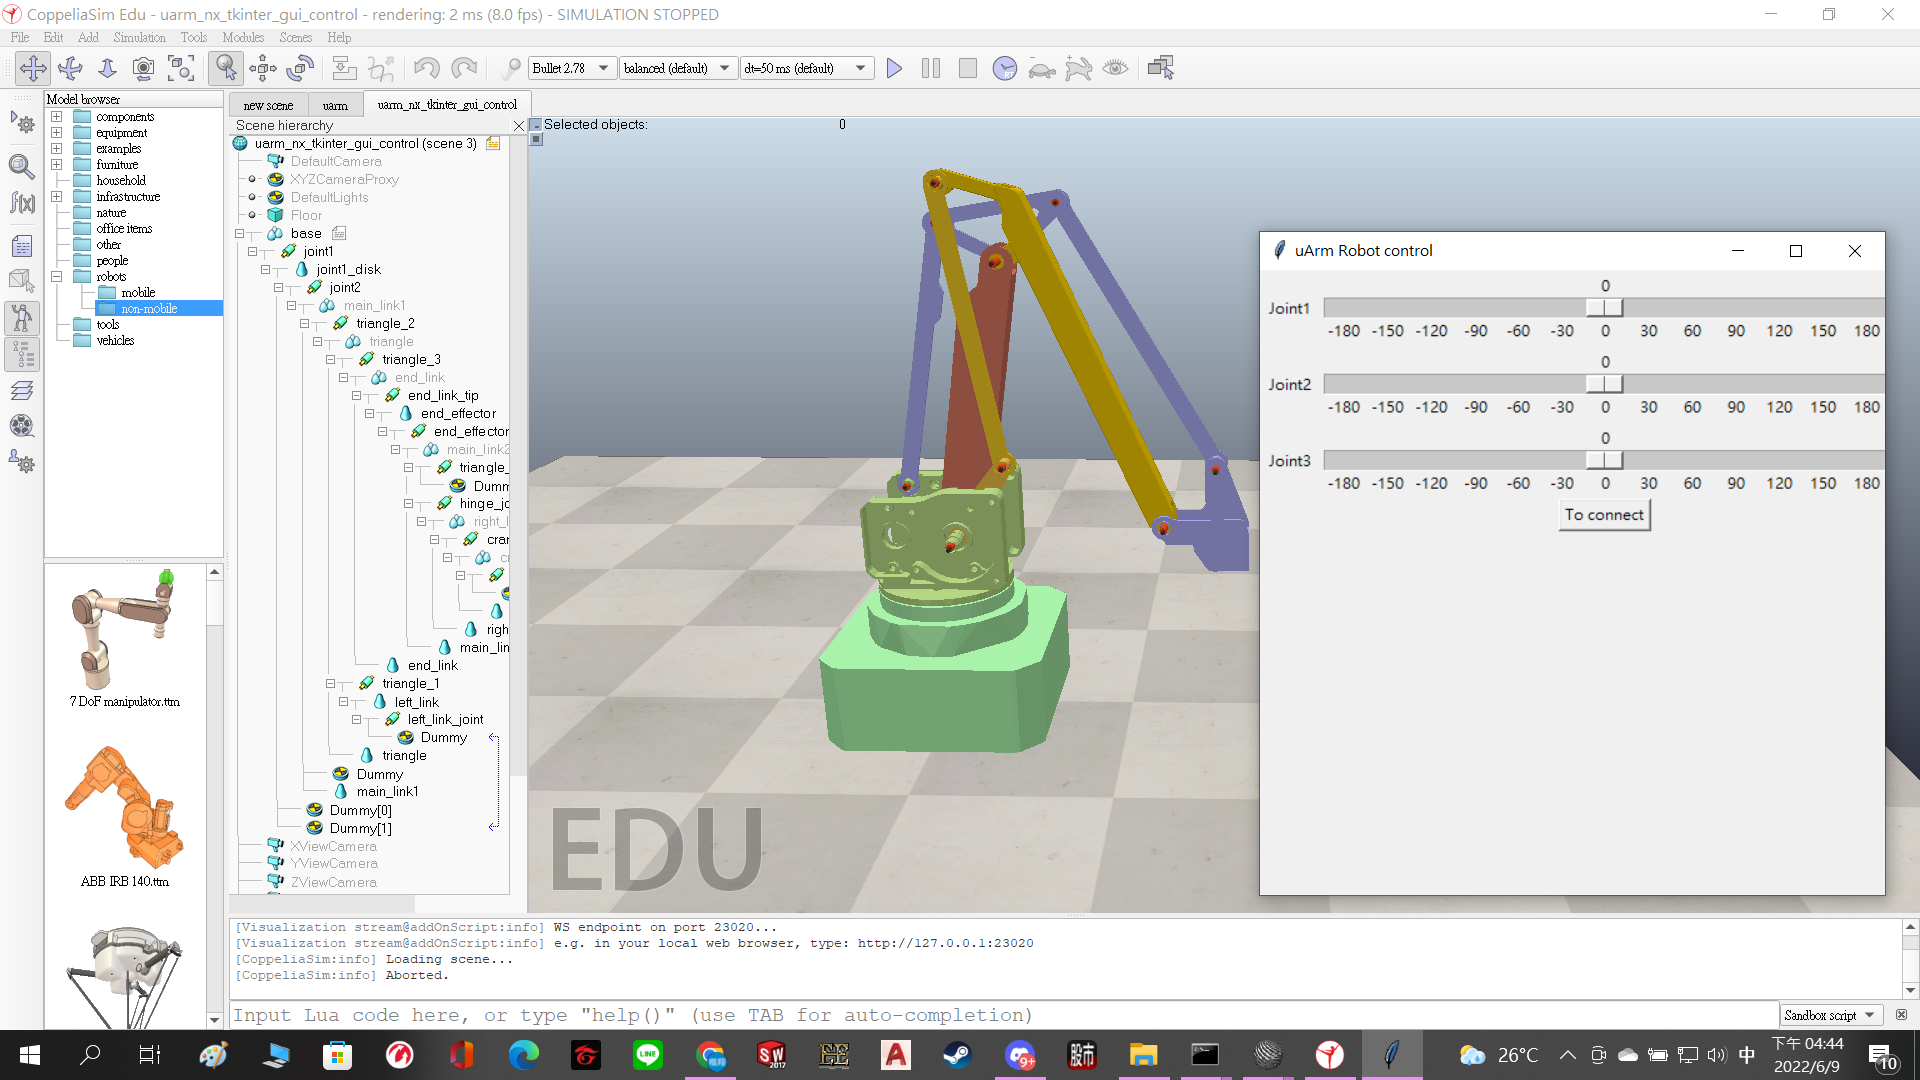 CoppeliaSim Edu - uarm_nx_tkinter_gui_control - rendering: 2 ms (8.0 fps) - SIMULATION STOPPED
File Edit Add Simulation Tools Modules Scenes Help
Bullet 2.78 balanced (default) dt=50 ms (default)
Model browser
components
equipment
examples
furniture
household
infrastructure
nature
office items
other
people
robots
mobile
non-mobile
tools
vehicles
7 DoF manipulator.ttm
ABB IRB 140.ttm
new scene uarm uarm_nx_tkinter_gui_control
Scene hierarchy
uarm_nx_tkinter_gui_control (scene 3)
DefaultCamera
XYZCameraProxy
DefaultLights
Floor
base
joint1
joint1_disk
joint2
main_link1
triangle_2
triangle
triangle_3
end_link
end_link_tip
end_effector
end_effector
main_link2
triangle_
Dumm
hinge_jo
right_l
crar
c
righ
main_lin
end_link
triangle_1
left_link
left_link_joint
Dummy
triangle
Dummy
main_link1
Dummy[0]
Dummy[1]
XViewCamera
YViewCamera
ZViewCamera
Selected objects: 0
EDU
uArm Robot control
0
Joint1
-180 -150 -120 -90 -60 -30 0 30 60 90 120 150 180
0
Joint2
-180 -150 -120 -90 -60 -30 0 30 60 90 120 150 180
0
Joint3
-180 -150 -120 -90 -60 -30 0 30 60 90 120 150 180
To connect
[Visualization stream@addOnScript:info] WS endpoint on port 23020...
[Visualization stream@addOnScript:info] e.g. in your local web browser, type: http://127.0.0.1:23020
[CoppeliaSim:info] Loading scene...
[CoppeliaSim:info] Aborted.
Input Lua code here, or type "help()" (use TAB for auto-completion)
Sandbox script
LINE
SW
2017
A
股市
9+
26°C
中
下午 04:44
2022/6/9
10